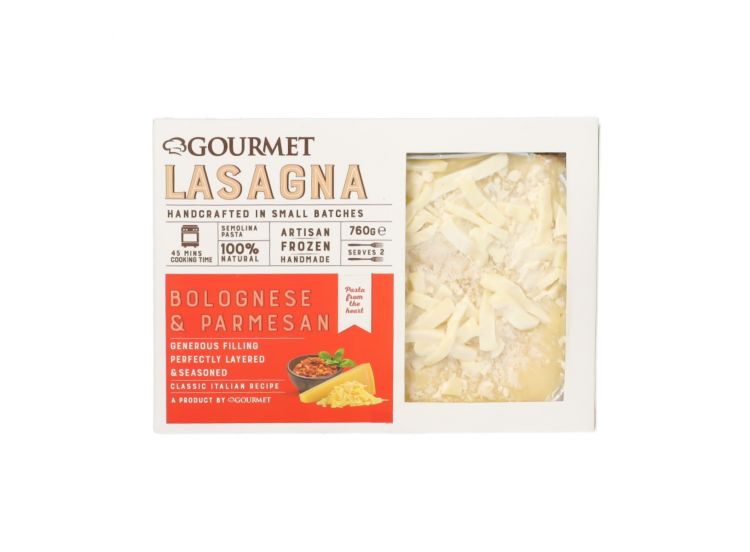 GOURMET
LASAGNA
HANDCRAFTED IN SMALL BATCHES
45 MINS
COOKING TIME
SEMOLINA
PASTA
100%
NATURAL
ARTISAN
FROZEN
HANDMADE
760G e
SERVES 2
BOLOGNESE
& PARMESAN
Pasta
from
the
heart
GENEROUS FILLING
PERFECTLY LAYERED
&SEASONED
CLASSIC ITALIAN RECIPE
A PRODUCT BY GOURMET